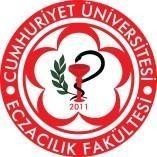 CUMHURİYET ÜNİVERSİTESİ
2011
ECZACILIK FAKÜLTESİ